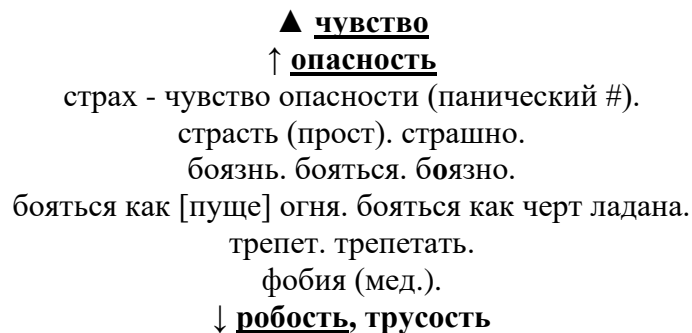 ▲ чувство
↑ опасность
страх - чувство опасности (панический #).
страсть (прост). страшно.
боязнь. бояться. боязно.
бояться как [пуще] огня. бояться как черт ладана.
трепет. трепетать.
фобия (мед.).
↓ робость, трусость